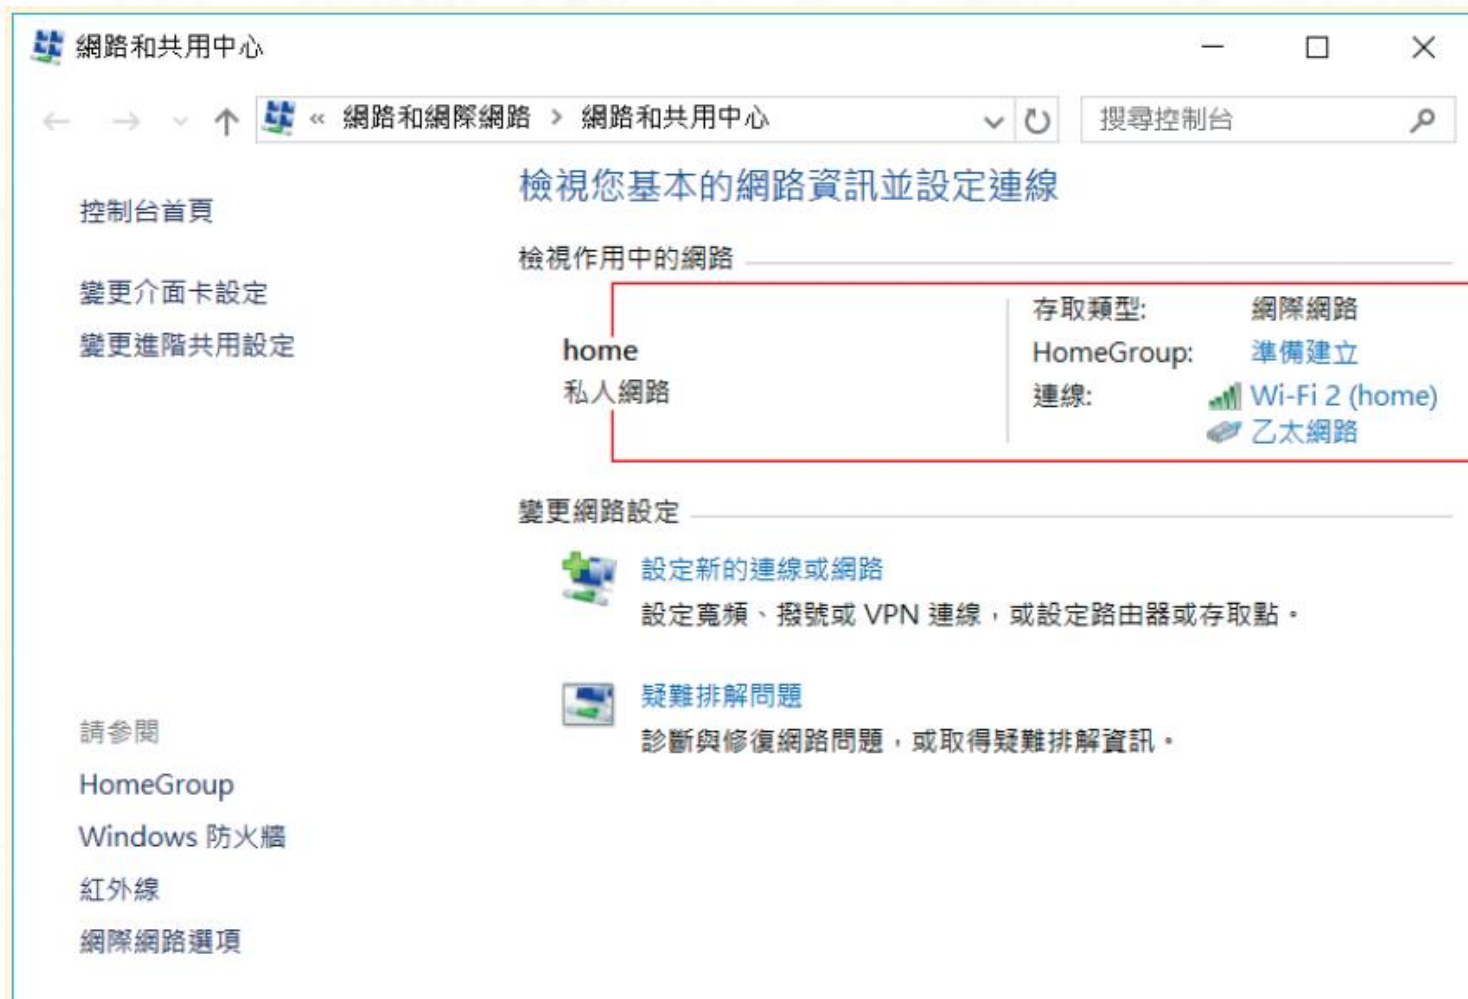 網路和共用中心
« 網路和網際網路 > 網路和共用中心
搜尋控制台
控制台首頁
變更介面卡設定
變更進階共用設定
檢視您基本的網路資訊並設定連線
檢視作用中的網路
home
私人網路
存取類型: 網際網路
HomeGroup: 準備建立
連線: Wi-Fi 2 (home)
乙太網路
變更網路設定
設定新的連線或網路
設定寬頻、撥號或 VPN 連線，或設定路由器或存取點。
疑難排解問題
診斷與修復網路問題，或取得疑難排解資訊。
請參閱
HomeGroup
Windows 防火牆
紅外線
網際網路選項